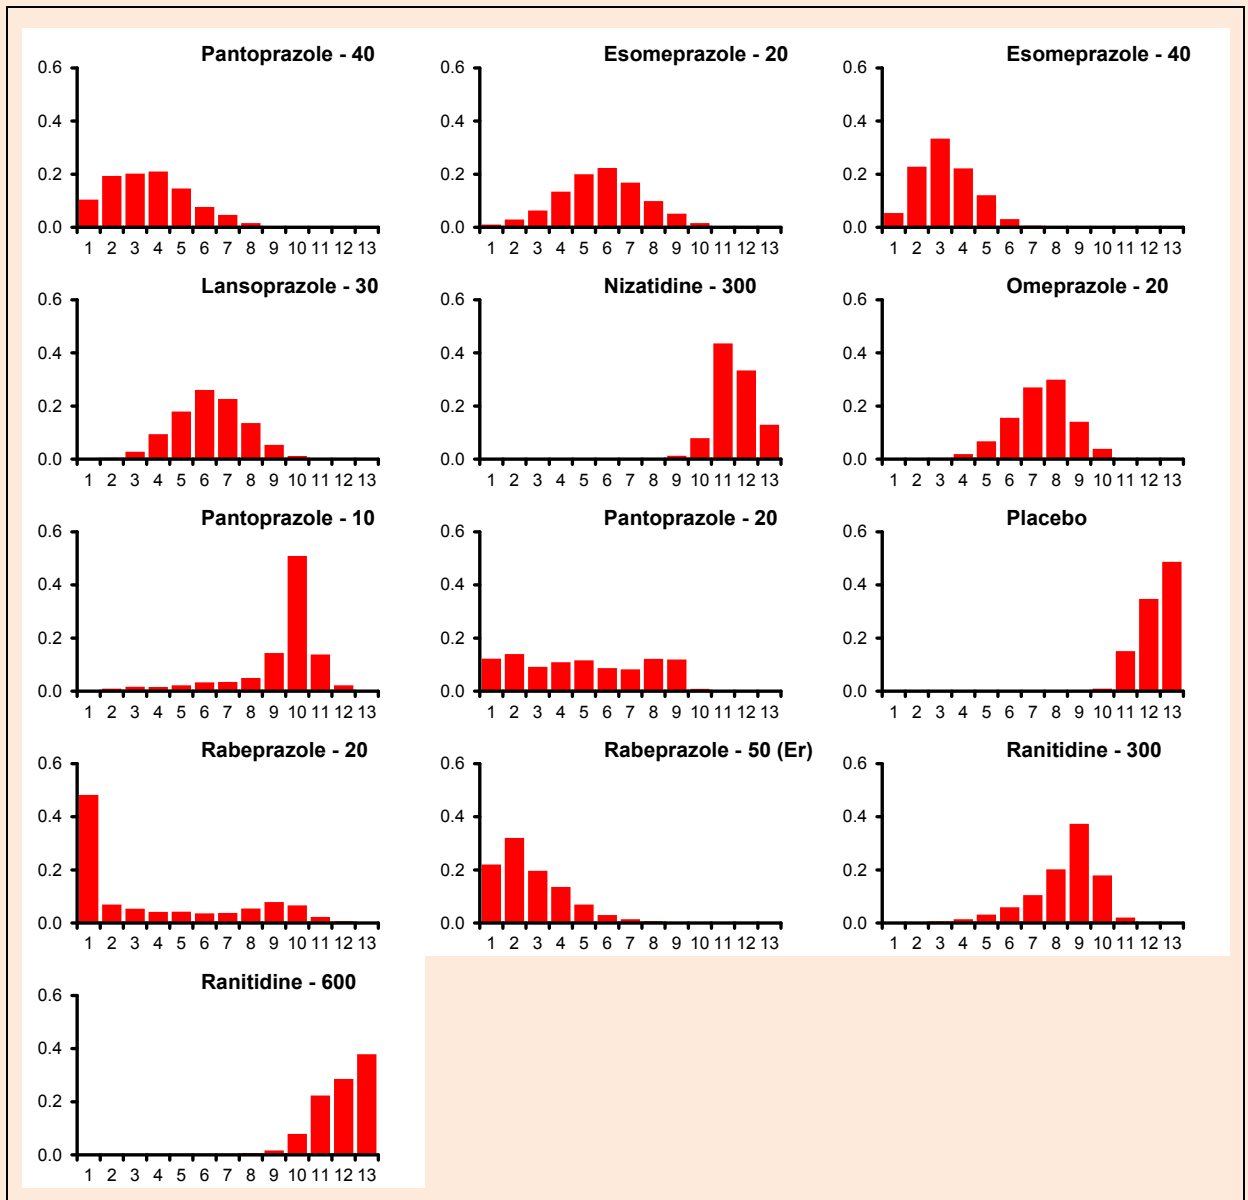 Pantoprazole - 40
0.6
0.4
0.2
0.0
1 2 3 4 5 6 7 8 9 10 11 12 13
Esomeprazole - 20
0.6
0.4
0.2
0.0
1 2 3 4 5 6 7 8 9 10 11 12 13
Esomeprazole - 40
0.6
0.4
0.2
0.0
1 2 3 4 5 6 7 8 9 10 11 12 13
Lansoprazole - 30
0.6
0.4
0.2
0.0
1 2 3 4 5 6 7 8 9 10 11 12 13
Nizatidine - 300
0.6
0.4
0.2
0.0
1 2 3 4 5 6 7 8 9 10 11 12 13
Omeprazole - 20
0.6
0.4
0.2
0.0
1 2 3 4 5 6 7 8 9 10 11 12 13
Pantoprazole - 10
0.6
0.4
0.2
0.0
1 2 3 4 5 6 7 8 9 10 11 12 13
Pantoprazole - 20
0.6
0.4
0.2
0.0
1 2 3 4 5 6 7 8 9 10 11 12 13
Placebo
0.6
0.4
0.2
0.0
1 2 3 4 5 6 7 8 9 10 11 12 13
Rabeprazole - 20
0.6
0.4
0.2
0.0
1 2 3 4 5 6 7 8 9 10 11 12 13
Rabeprazole - 50 (Er)
0.6
0.4
0.2
0.0
1 2 3 4 5 6 7 8 9 10 11 12 13
Ranitidine - 300
0.6
0.4
0.2
0.0
1 2 3 4 5 6 7 8 9 10 11 12 13
Ranitidine - 600
0.6
0.4
0.2
0.0
1 2 3 4 5 6 7 8 9 10 11 12 13